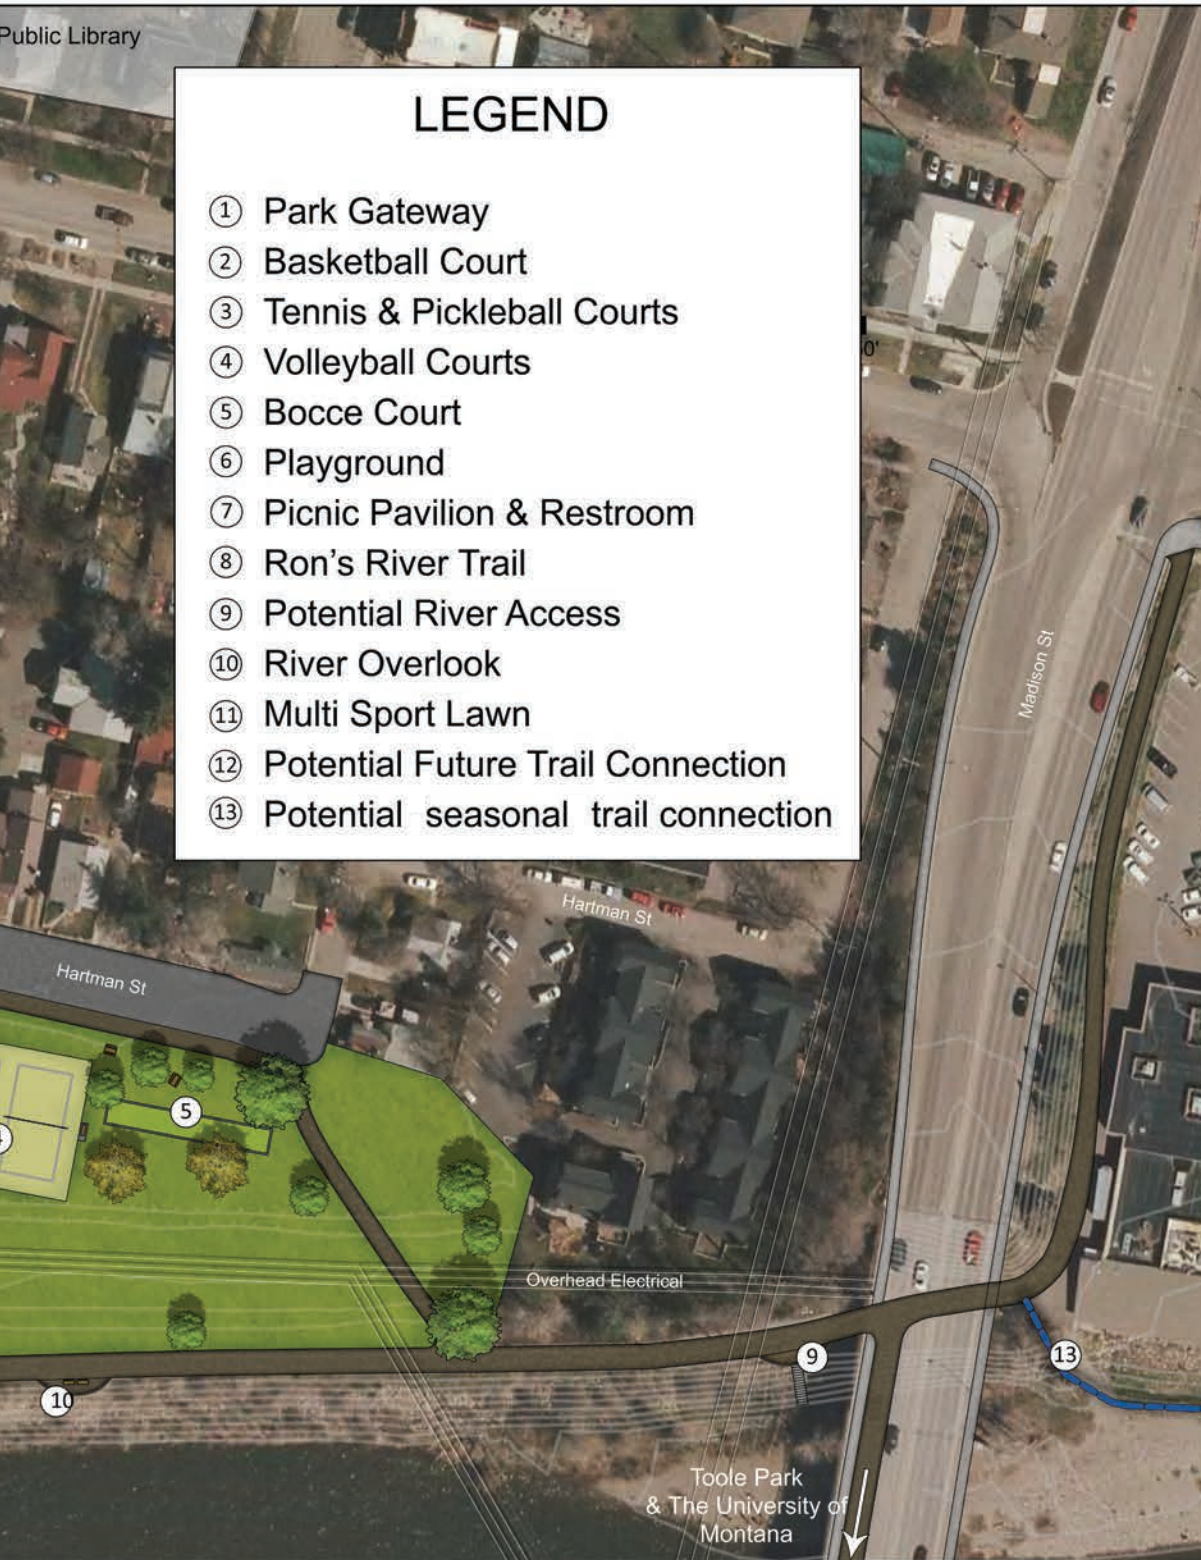 Public Library
LEGEND
1 Park Gateway
2 Basketball Court
3 Tennis & Pickleball Courts
4 Volleyball Courts
5 Bocce Court
6 Playground
7 Picnic Pavilion & Restroom
8 Ron's River Trail
9 Potential River Access
10 River Overlook
11 Multi Sport Lawn
12 Potential Future Trail Connection
13 Potential seasonal trail connection
0'
Madison St
Hartman St
Hartman St
5
Overhead Electrical
9
13
10
Toole Park
& The University of
Montana